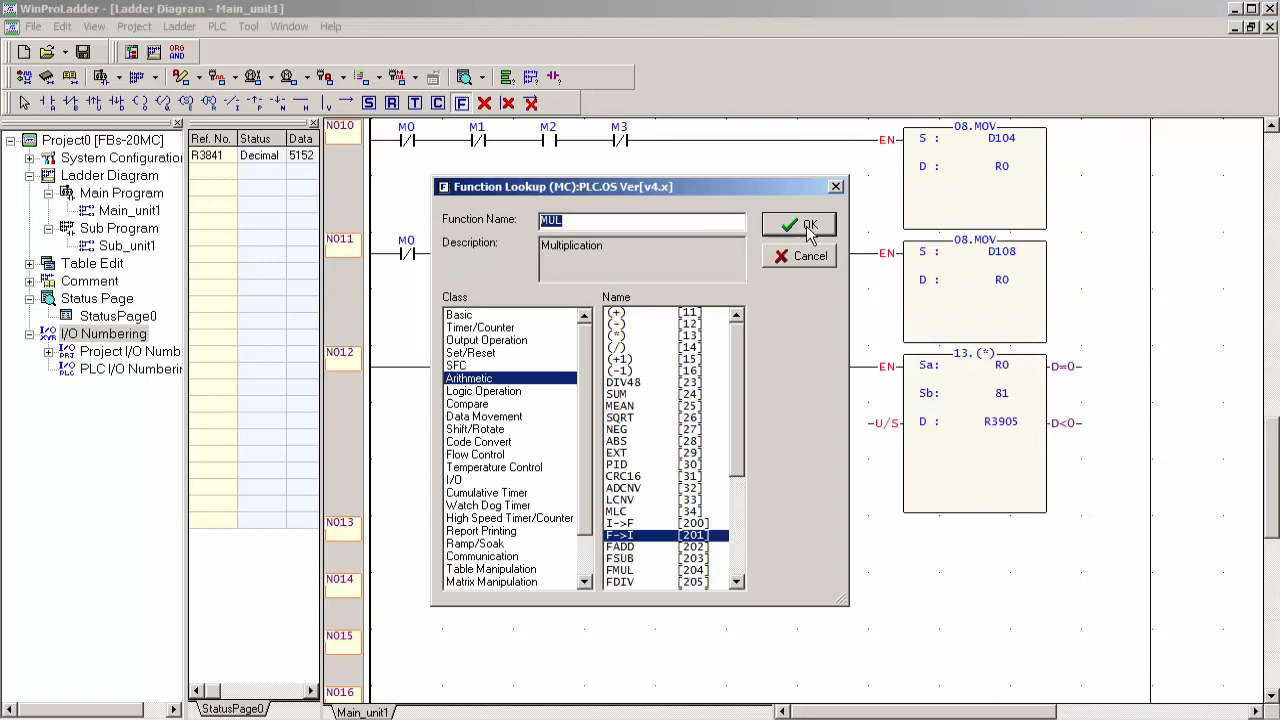 WinProLadder - [Ladder Diagram - Main_unit1]
File Edit View Project Ladder PLC Tool Window Help
ORG
AND
S R T C F
Project0 [FBs-20MC]
System Configuratio
Ladder Diagram
Main Program
Main_unit1
Sub Program
Sub_unit1
Table Edit
Comment
Status Page
StatusPage0
I/O Numbering
Project I/O Numb
PLC I/O Numberin
Ref. No. Status Data
R3841 Decimal 5152
StatusPage0
N010 M0 M1 M2 M3 EN 08.MOV
S : D104
D : R0
N011 M0 EN 08.MOV
S : D108
D : R0
N012 EN 13.(*)
Sa: R0 D=0
Sb: 81
U/S D : R3905 D<0
N013
N014
N015
N016
Main_unit1
Function Lookup (MC):PLC.OS Ver[v4.x]
Function Name: MUL OK
Description: Multiplication Cancel
Class
Basic
Timer/Counter
Output Operation
Set/Reset
SFC
Arithmetic
Logic Operation
Compare
Data Movement
Shift/Rotate
Code Convert
Flow Control
Temperature Control
I/O
Cumulative Timer
Watch Dog Timer
High Speed Timer/Counter
Report Printing
Ramp/Soak
Communication
Table Manipulation
Matrix Manipulation
Name
(+) [11]
(-) [12]
(*) [13]
(/) [14]
(+1) [15]
(-1) [16]
DIV48 [23]
SUM [24]
MEAN [25]
SQRT [26]
NEG [27]
ABS [28]
EXT [29]
PID [30]
CRC16 [31]
ADCNV [32]
LCNV [33]
MLC [34]
I->F [200]
F->I [201]
FADD [202]
FSUB [203]
FMUL [204]
FDIV [205]